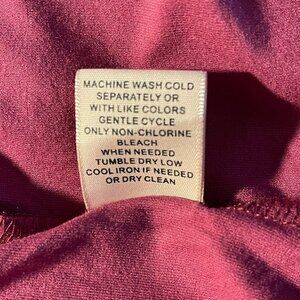 MACHINE WASH COLD
SEPARATELY OR
WITH LIKE COLORS
GENTLE CYCLE
ONLY NON-CHLORINE
BLEACH
WHEN NEEDED
TUMBLE DRY LOW
COOL IRON IF NEEDED
OR DRY CLEAN